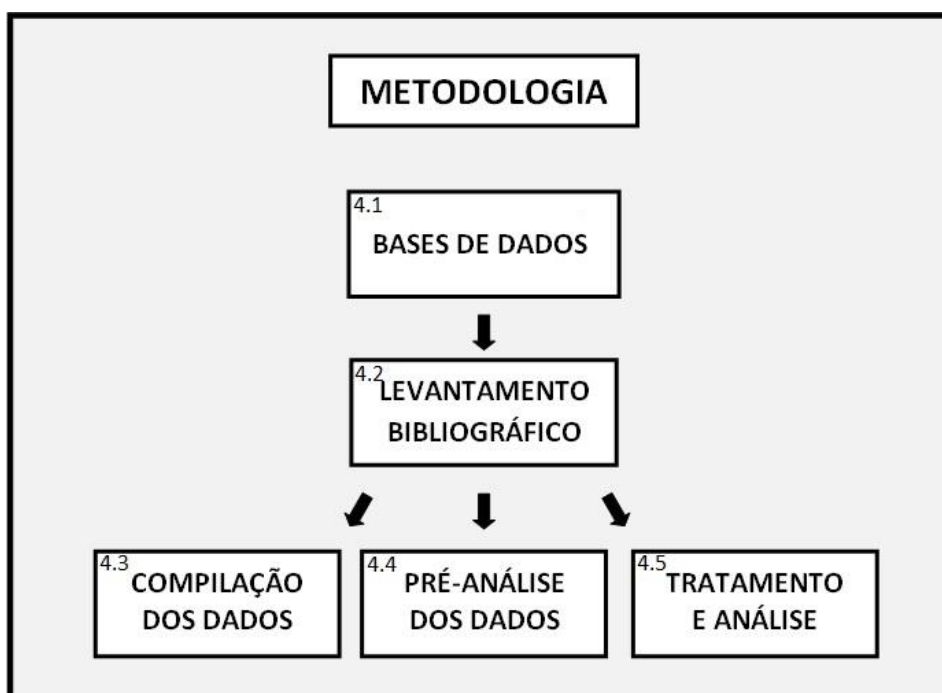 METODOLOGIA
4.1
BASES DE DADOS
4.2
LEVANTAMENTO
BIBLIOGRÁFICO
4.3
COMPILAÇÃO
DOS DADOS
4.4
PRÉ-ANÁLISE
DOS DADOS
4.5
TRATAMENTO
E ANÁLISE